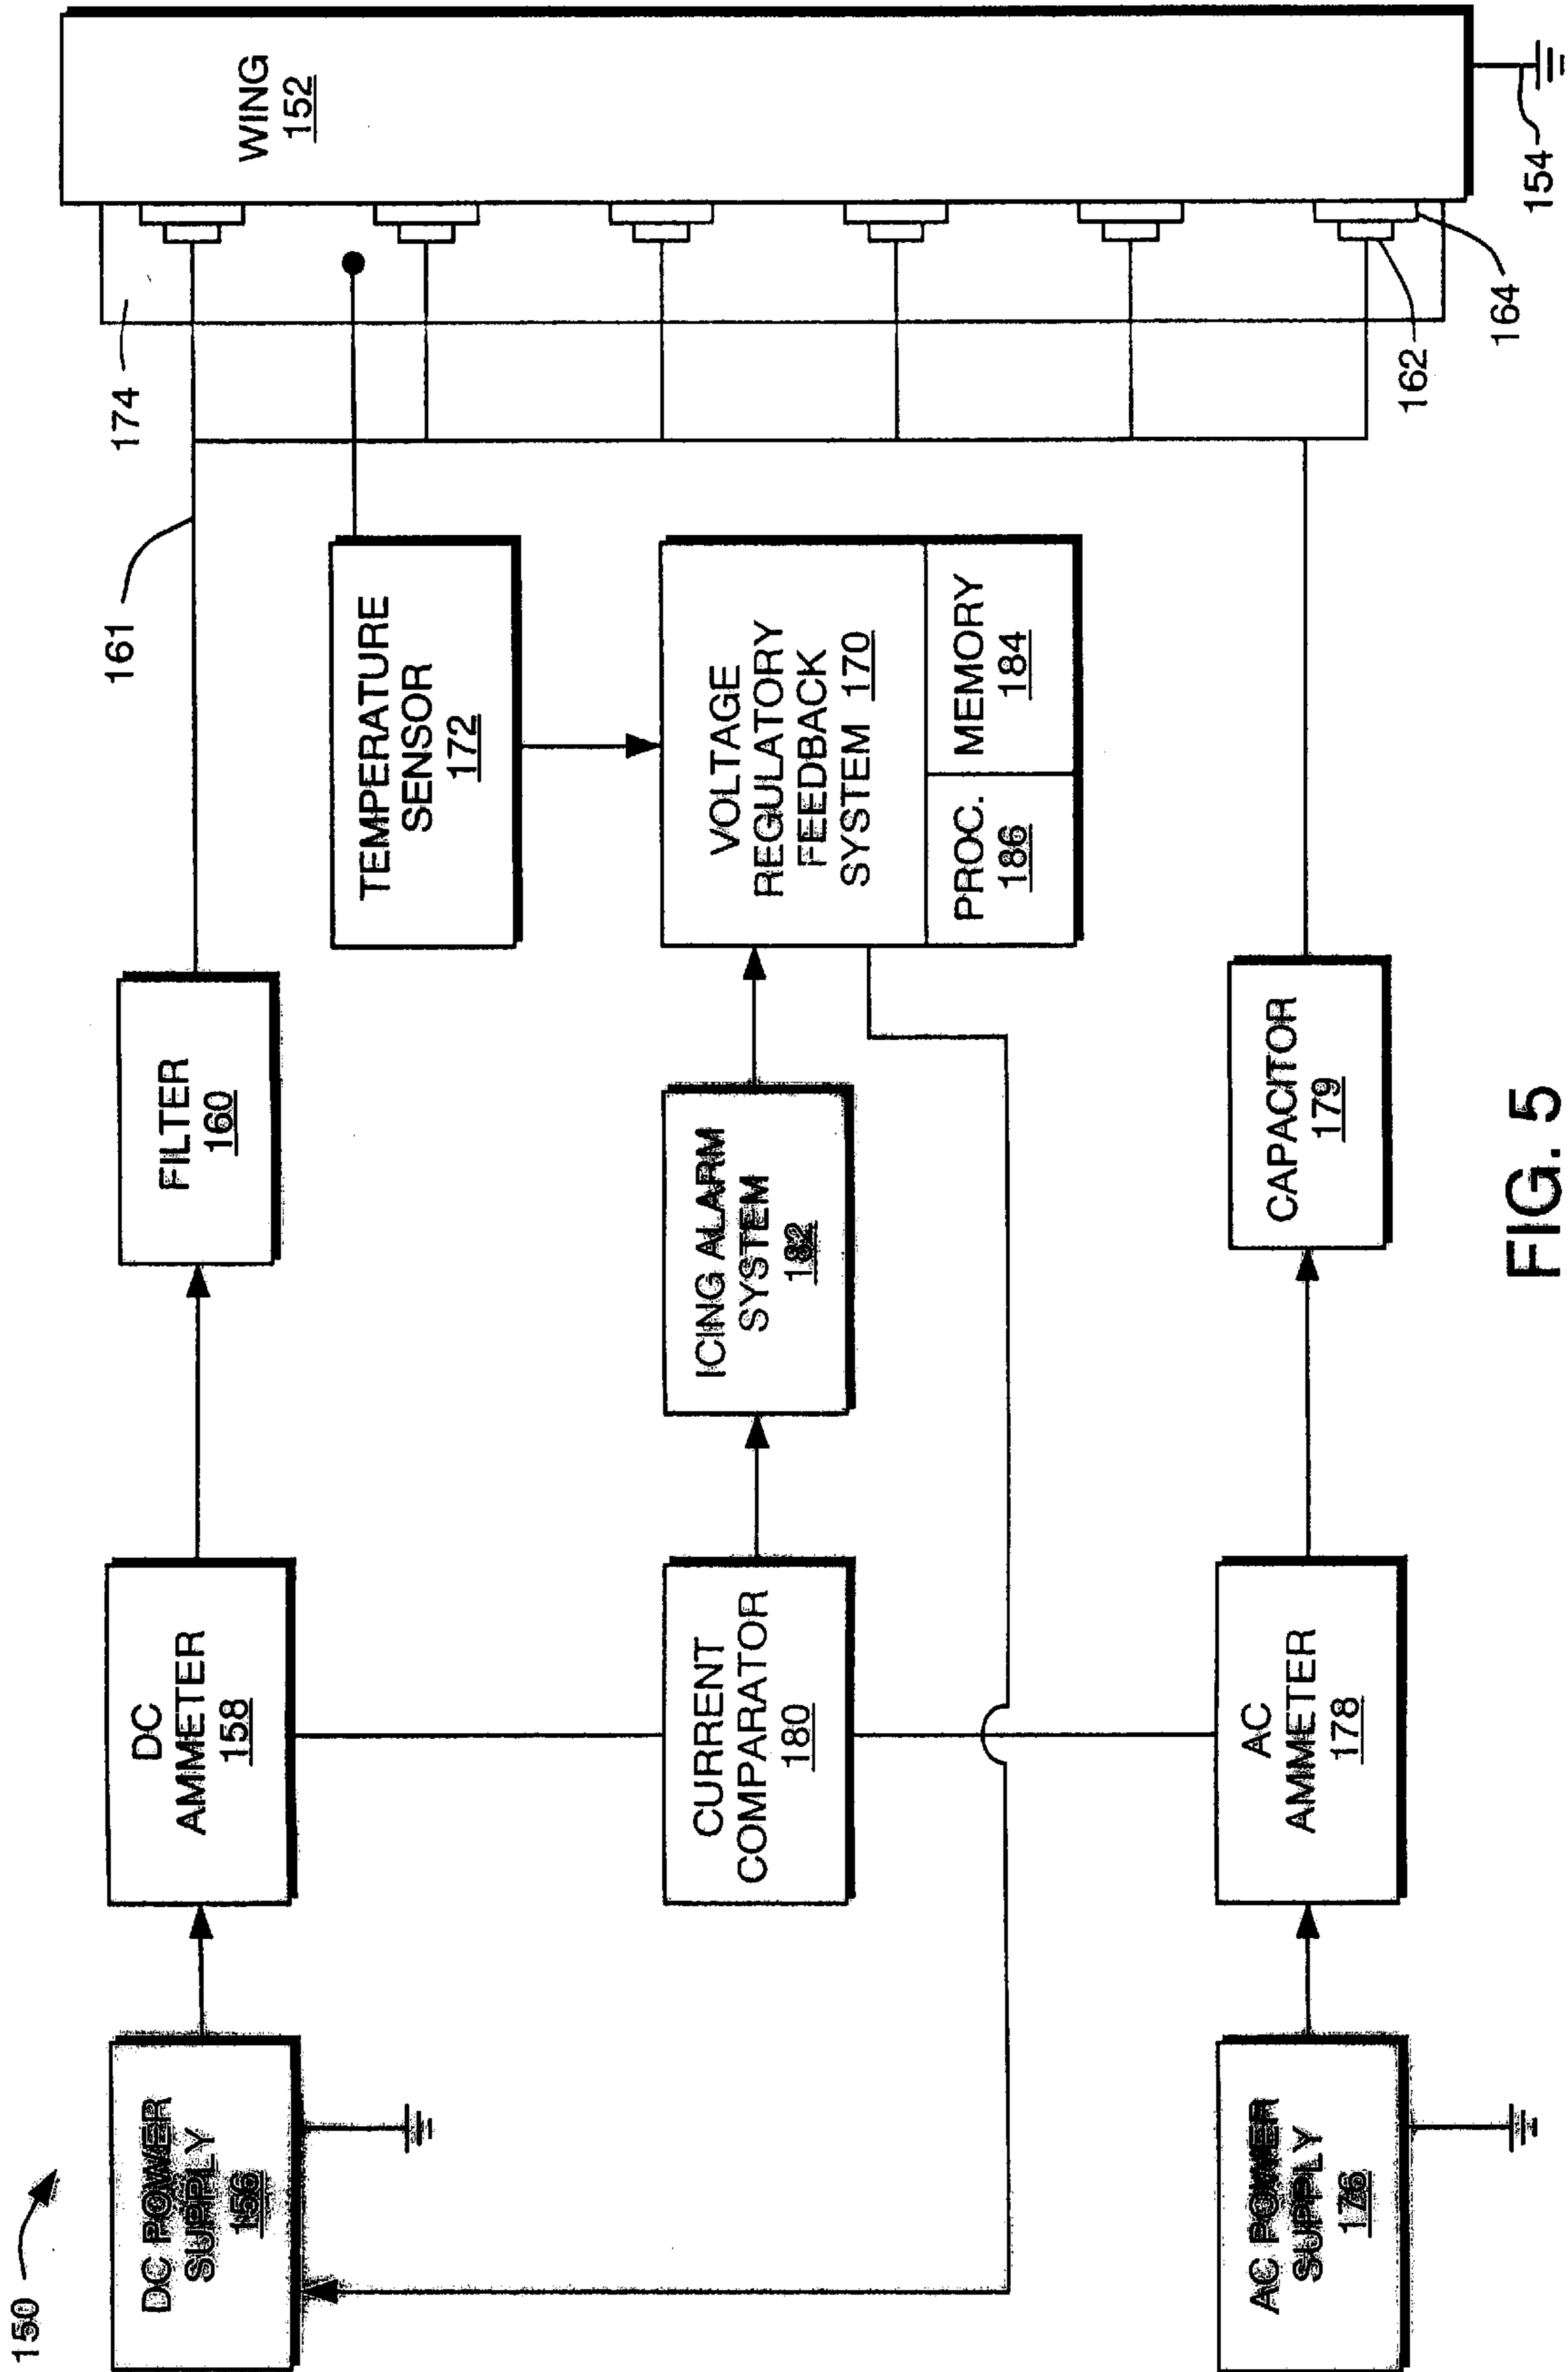 150
DC POWER
SUPPLY
156
DC
AMMETER
158
FILTER
160
161
174
WING
152
TEMPERATURE
SENSOR
172
CURRENT
COMPARATOR
180
ICING ALARM
SYSTEM
182
VOLTAGE
REGULATORY
FEEDBACK
SYSTEM 170
PROC.
186
MEMORY
184
AC POWER
SUPPLY
176
AC
AMMETER
178
CAPACITOR
179
162
164
154
FIG. 5